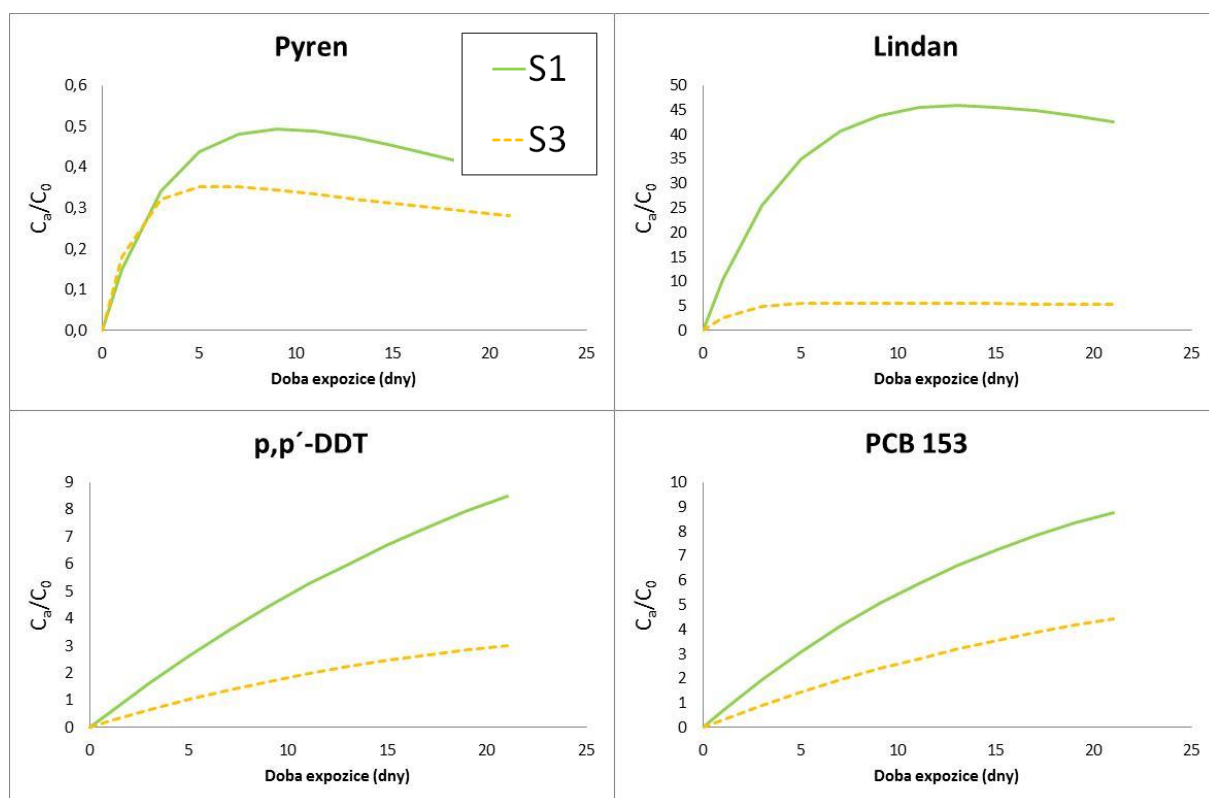 Pyren
S1
S3
0,6
0,5
0,4
0,3
0,2
0,1
0,0
Ca/C0
0 5 10 15 20 25
Doba expozice (dny)
Lindan
50
45
40
35
30
25
20
15
10
5
0
Ca/C0
0 5 10 15 20 25
Doba expozice (dny)
p,p´-DDT
9
8
7
6
5
4
3
2
1
0
Ca/C0
0 5 10 15 20 25
Doba expozice (dny)
PCB 153
10
9
8
7
6
5
4
3
2
1
0
Ca/C0
0 5 10 15 20 25
Doba expozice (dny)